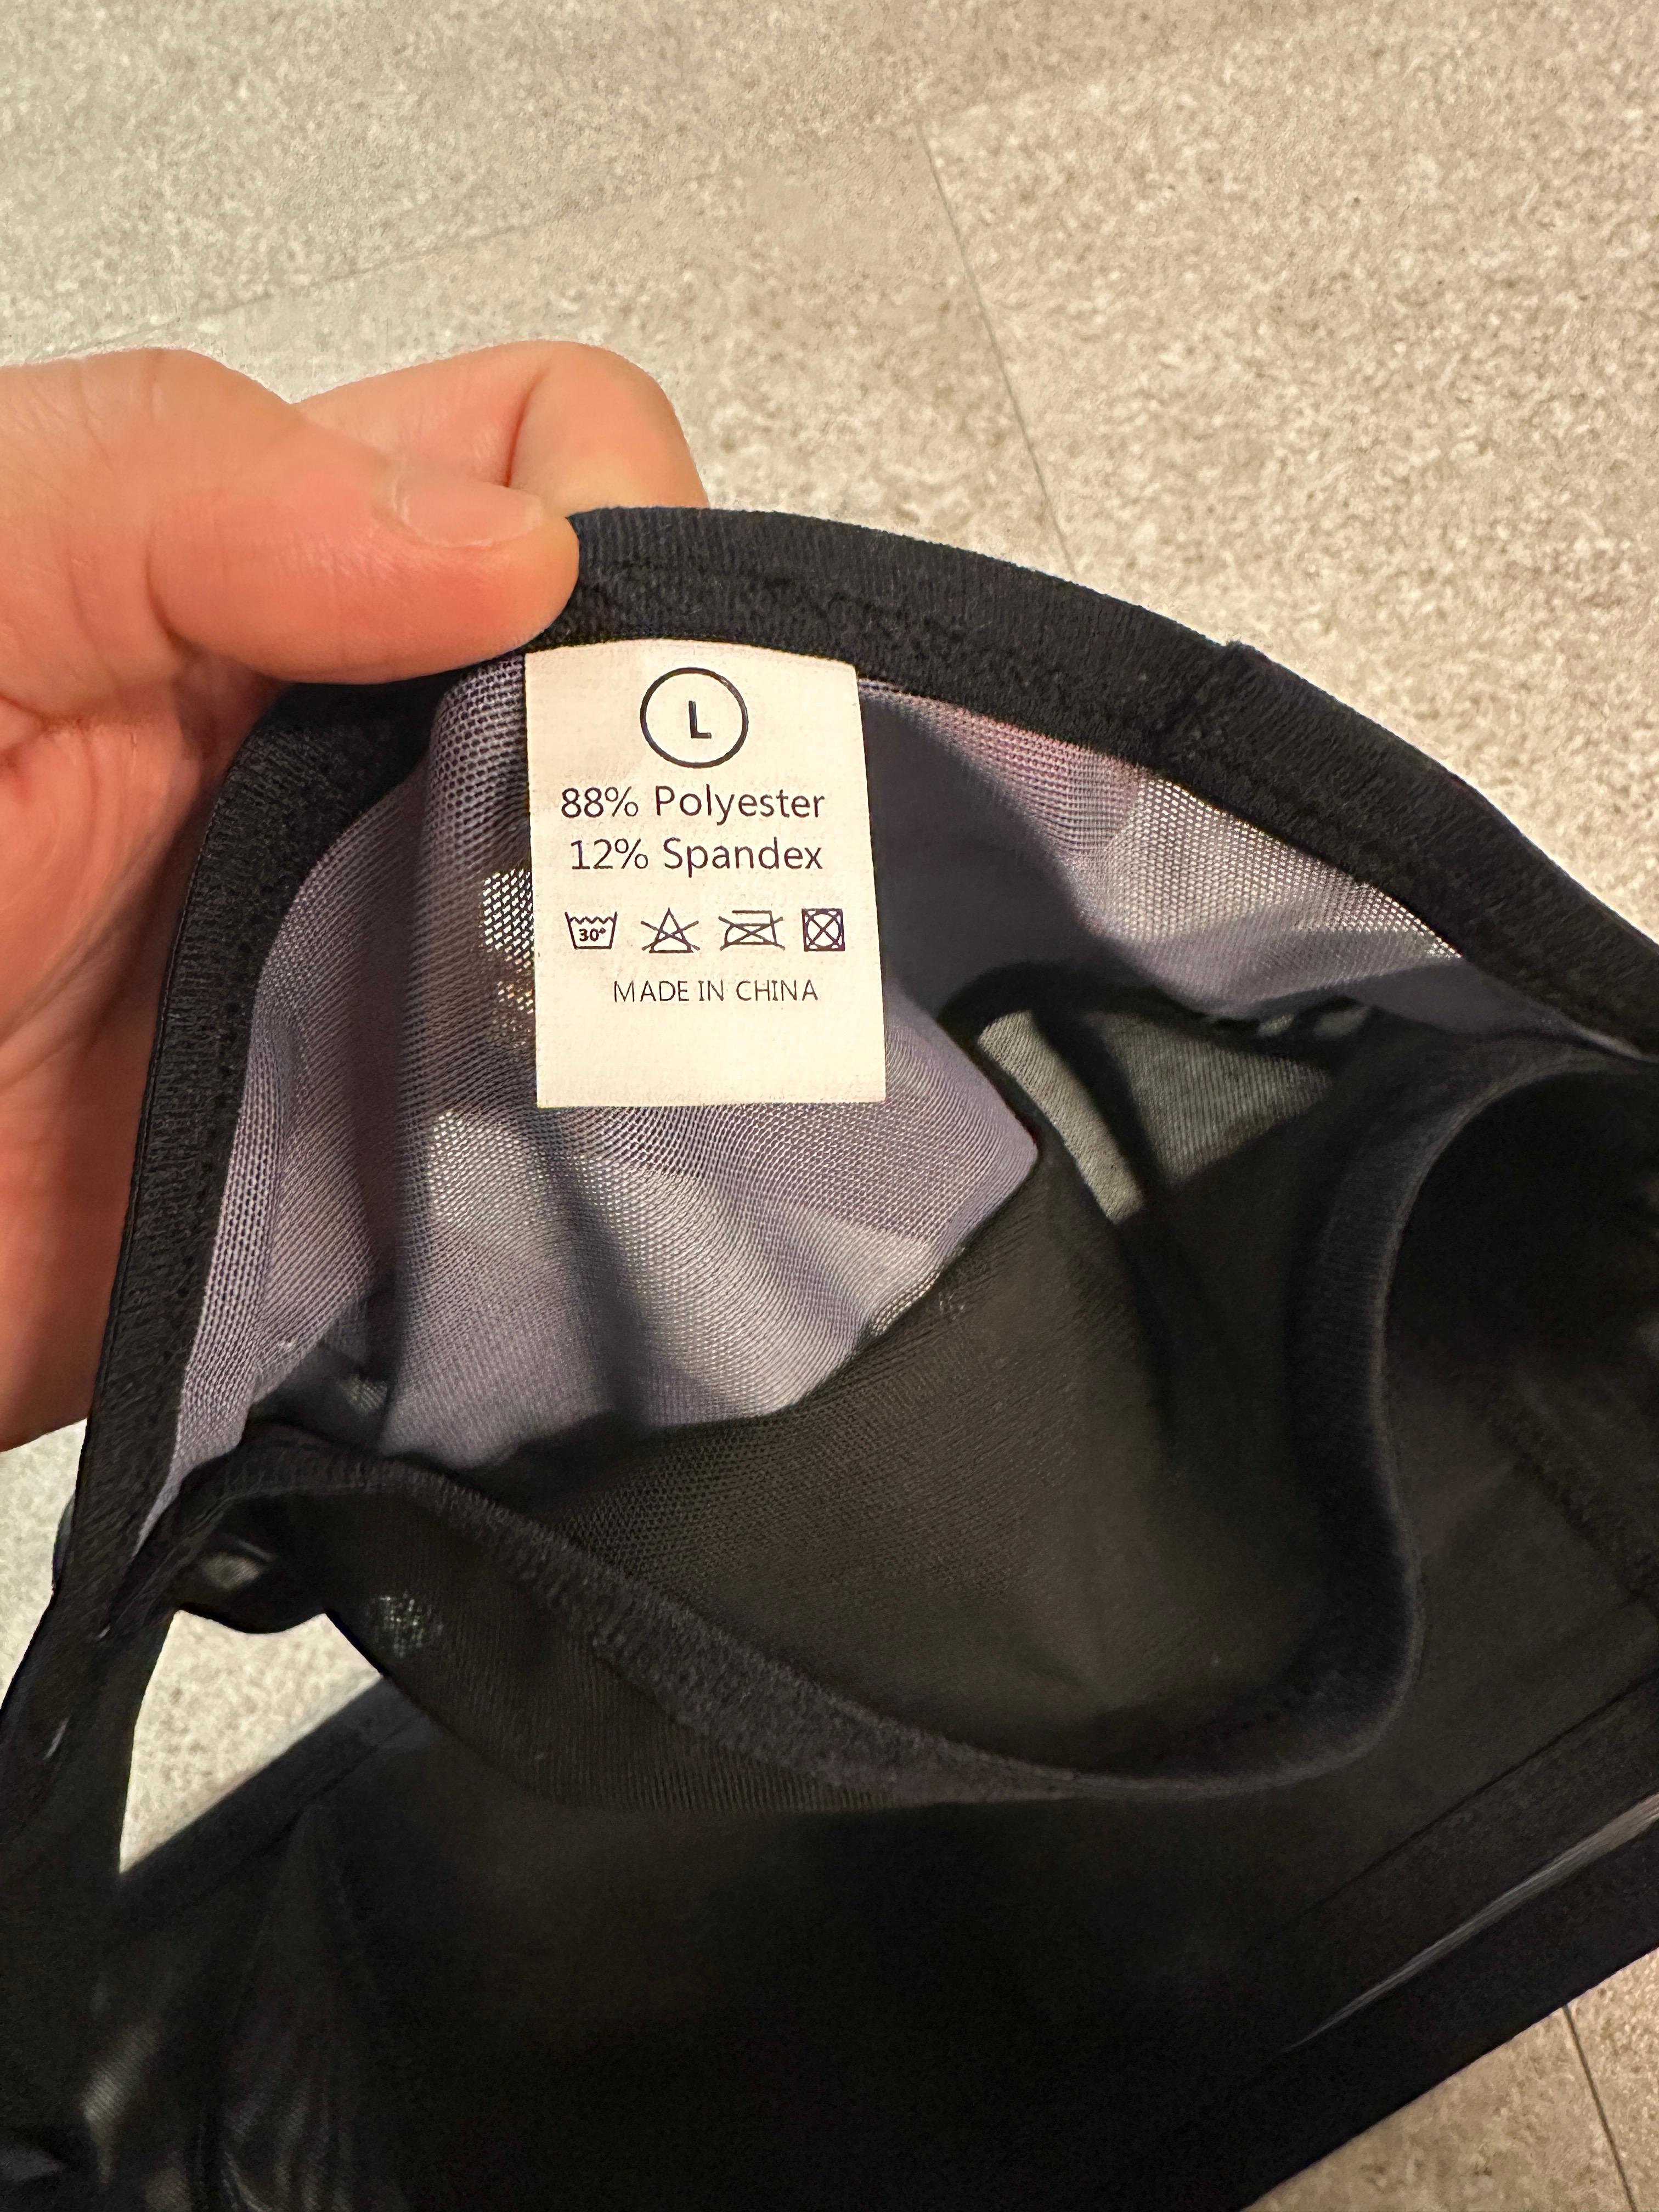 L
88% Polyester
12% Spandex
30°
MADE IN CHINA